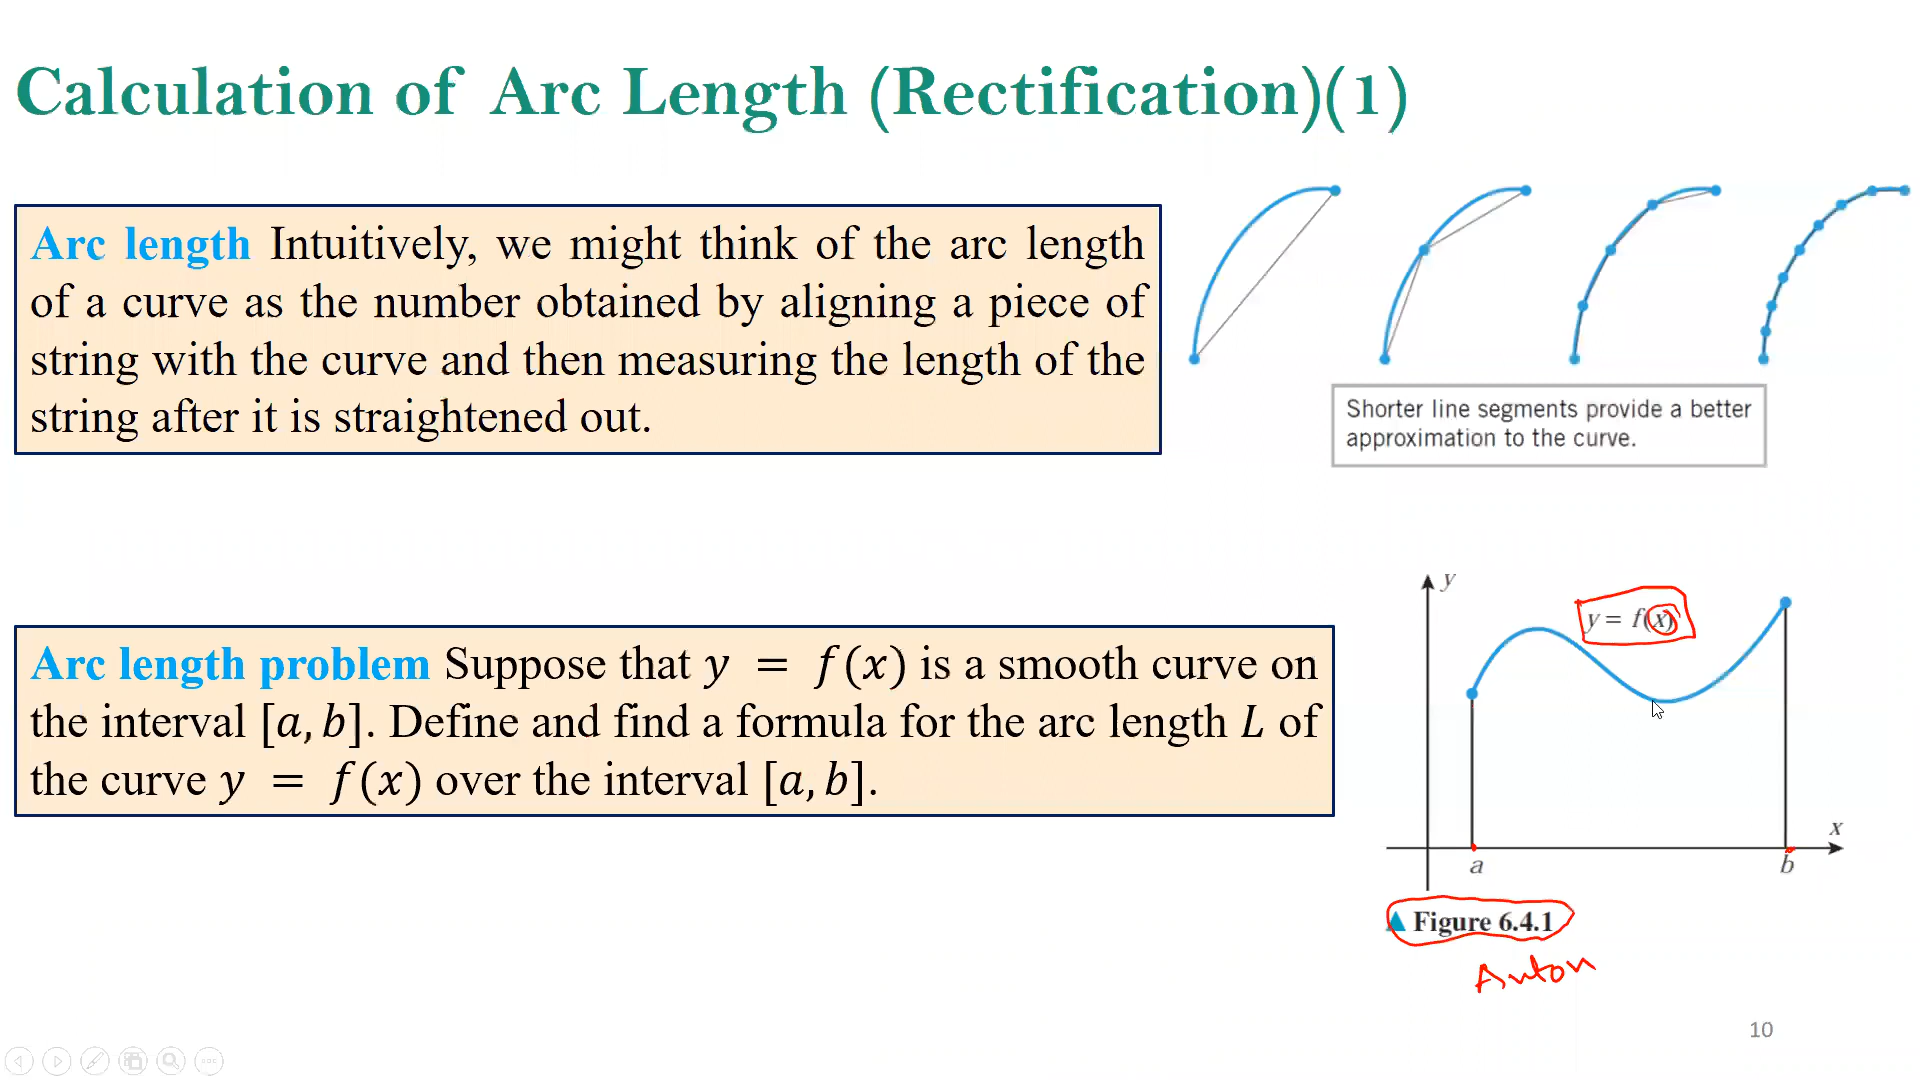 Calculation of Arc Length (Rectification)(1)
Arc length Intuitively, we might think of the arc length
of a curve as the number obtained by aligning a piece of
string with the curve and then measuring the length of the
string after it is straightened out.
Shorter line segments provide a better
approximation to the curve.
Arc length problem Suppose that y = f(x) is a smooth curve on
the interval [a, b]. Define and find a formula for the arc length L of
the curve y = f(x) over the interval [a, b].
y
y = f(x)
x
a
b
▲ Figure 6.4.1
Anton
10